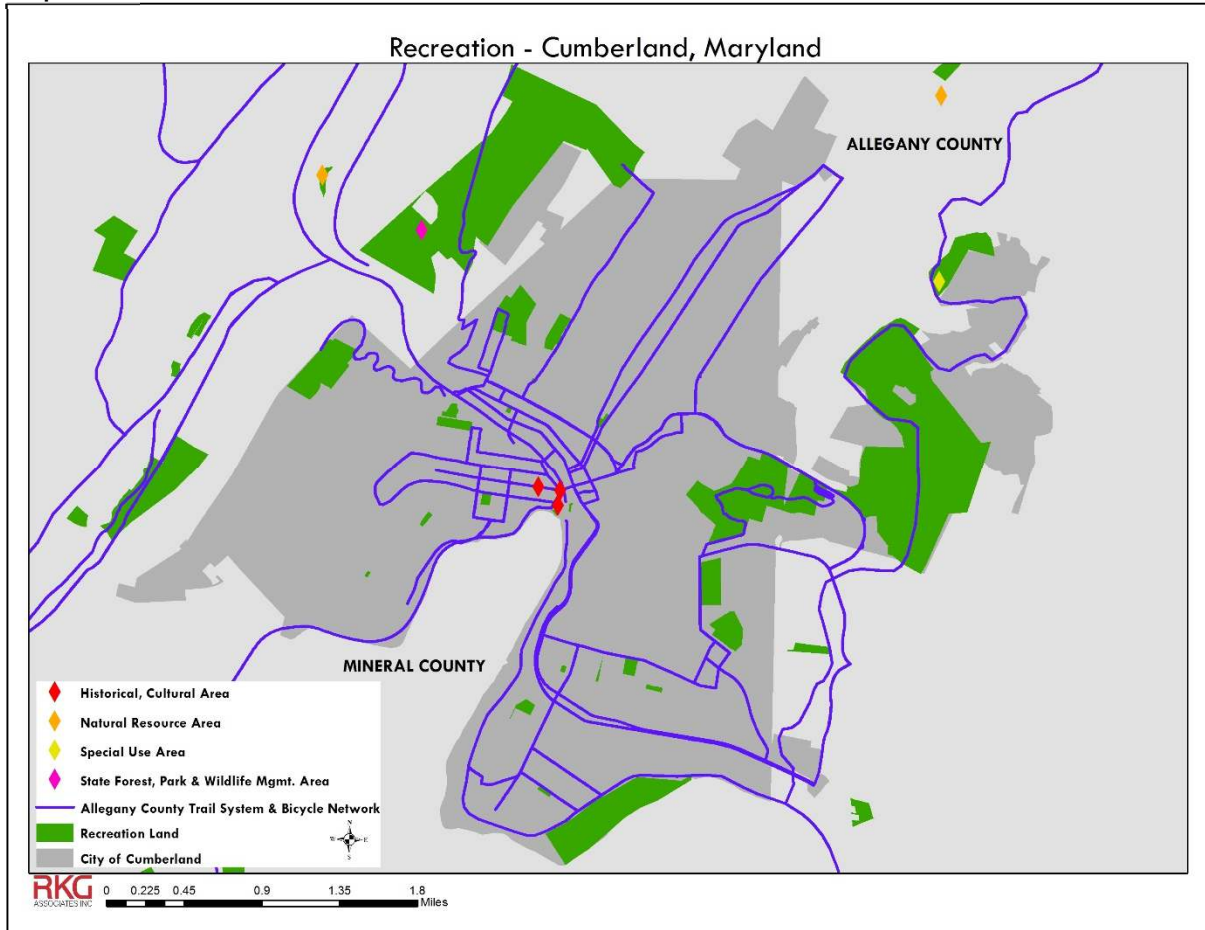 Recreation - Cumberland, Maryland
ALLEGANY COUNTY
MINERAL COUNTY
Historical, Cultural Area
Natural Resource Area
Special Use Area
State Forest, Park & Wildlife Mgmt. Area
Allegany County Trail System & Bicycle Network
Recreation Land
City of Cumberland
N
W E
S
RKG
ASSOCIATES INC
0 0.225 0.45 0.9 1.35 1.8
Miles